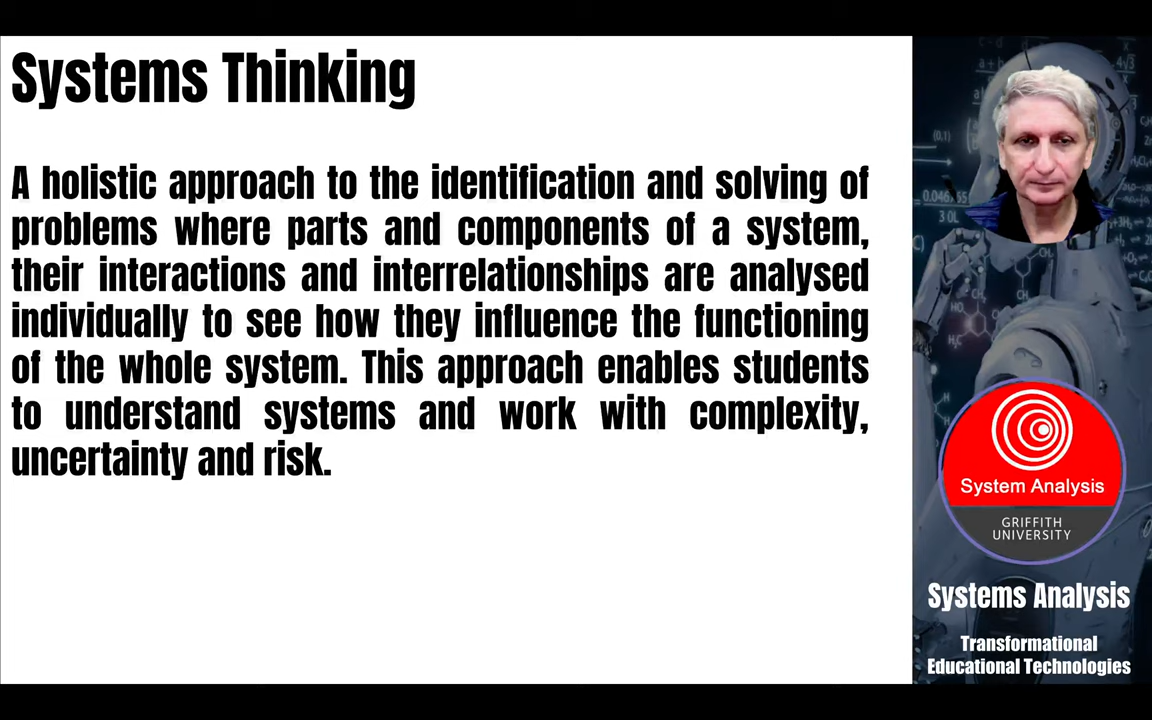 Systems Thinking
A holistic approach to the identification and solving of
problems where parts and components of a system,
their interactions and interrelationships are analysed
individually to see how they influence the functioning
of the whole system. This approach enables students
to understand systems and work with complexity,
uncertainty and risk.
System Analysis
GRIFFITH
UNIVERSITY
Systems Analysis
Transformational
Educational Technologies